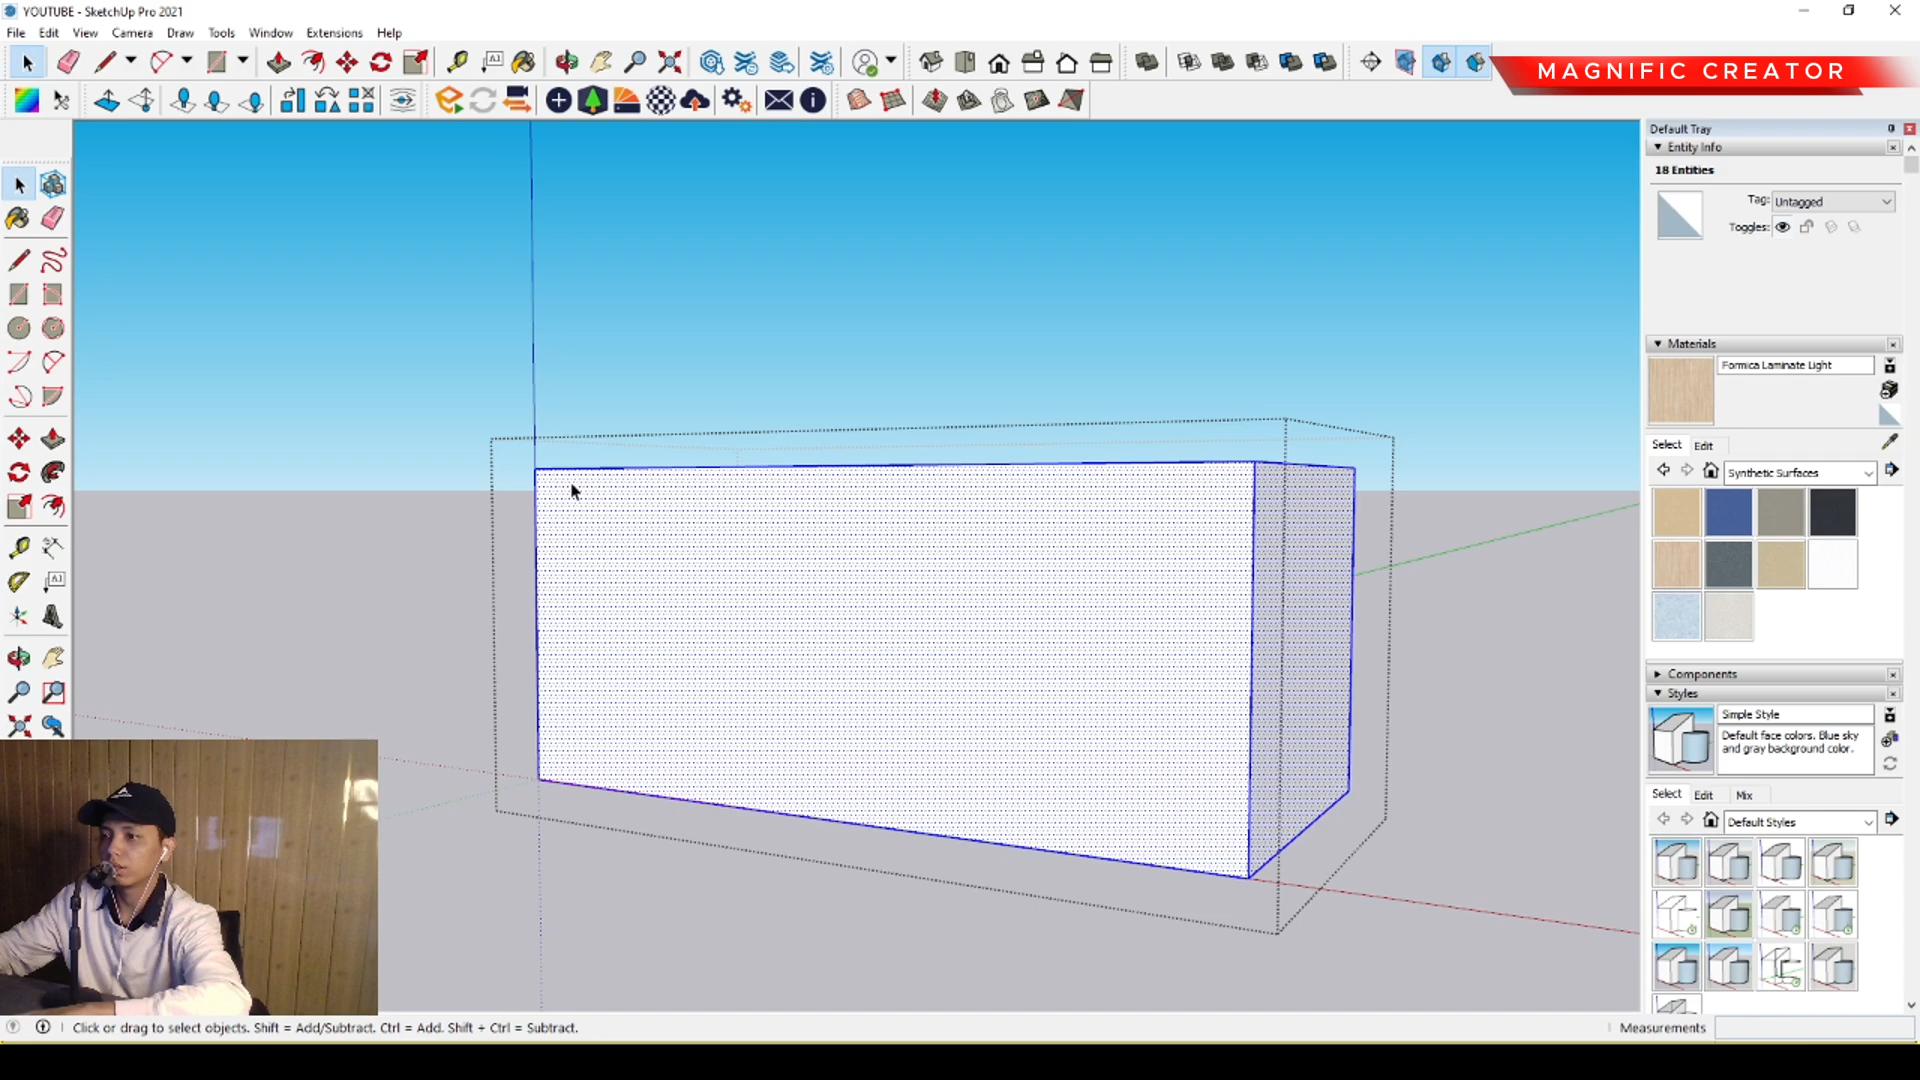 YOUTUBE - SketchUp Pro 2021
File Edit View Camera Draw Tools Window Extensions Help
MAGNIFIC CREATOR
Default Tray
Entity Info
18 Entities
Tag: Untagged
Toggles:
Materials
Formica Laminate Light
Select Edit
Synthetic Surfaces
Components
Styles
Simple Style
Default face colors. Blue sky
and gray background color.
Select Edit Mix
Default Styles
Click or drag to select objects. Shift = Add/Subtract. Ctrl = Add. Shift + Ctrl = Subtract.
Measurements